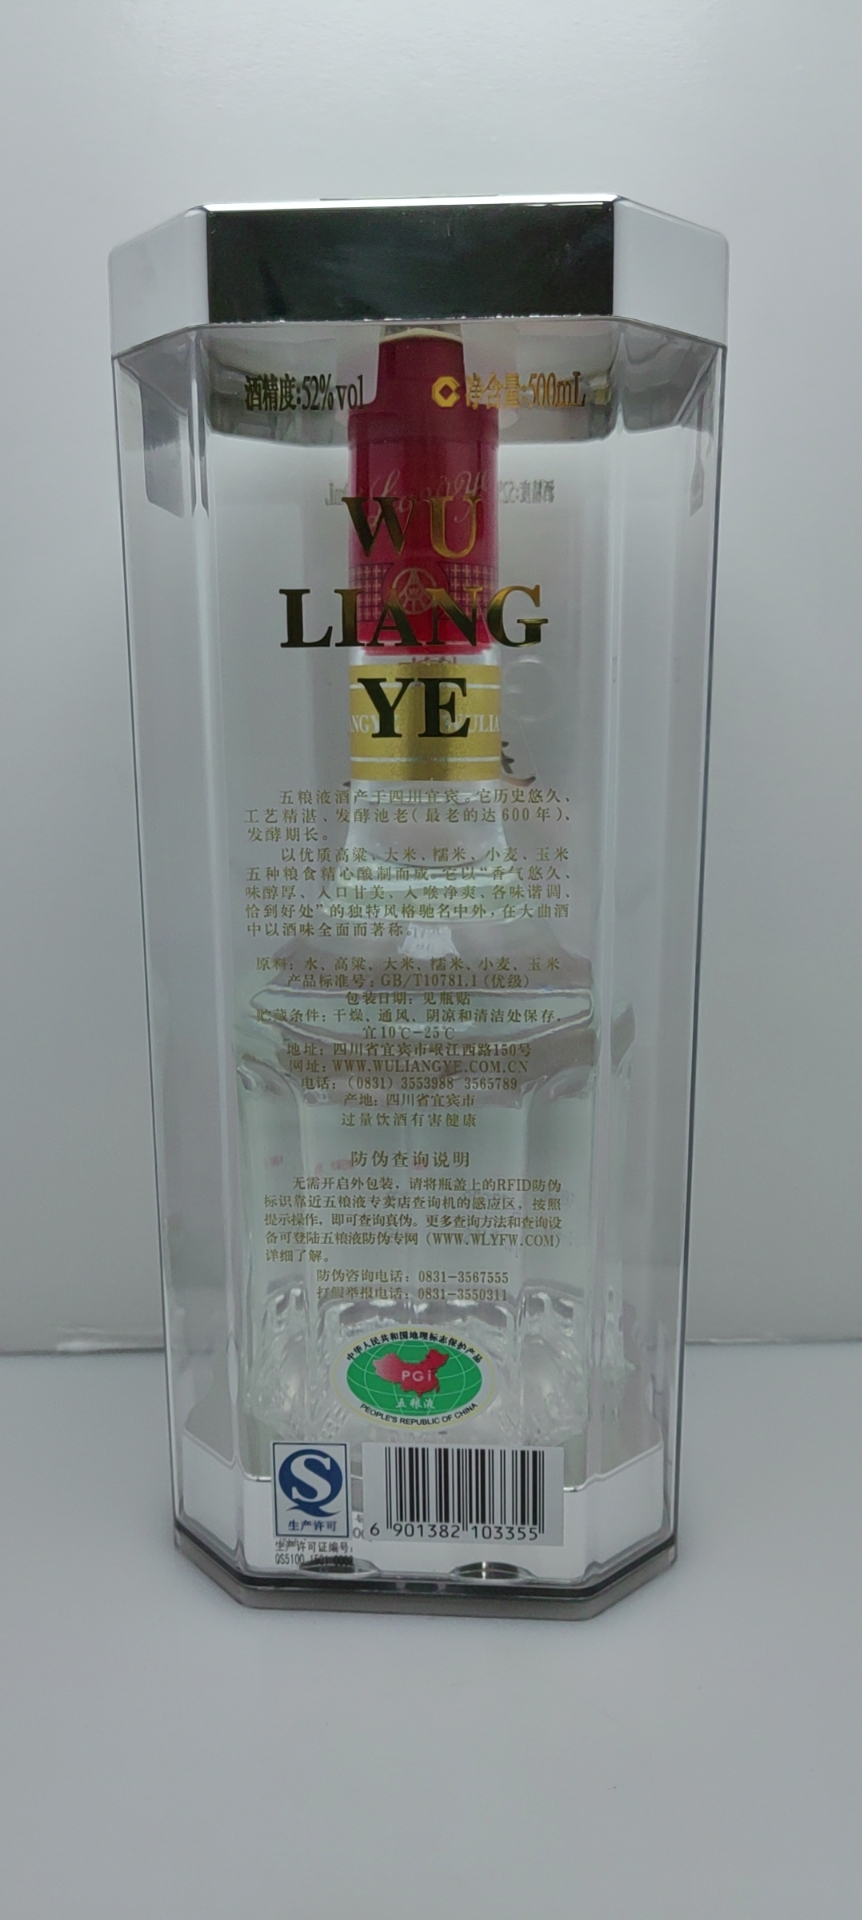 酒精度:52%vol
净含量:500mL
WU
LIANG
YE
五粮液酒产于四川宜宾。它历史悠久、
工艺精湛、发酵池老(最老的达600年)、
发酵期长。
以优质高粱、大米、糯米、小麦、玉米
五种粮食精心酿制而成。它以“香气悠久、
味醇厚、入口甘美、入喉净爽、各味谐调、
恰到好处”的独特风格驰名中外,在大曲酒
中以酒味全面而著称。
原料: 水、高粱、大米、糯米、小麦、玉米
产品标准号: GB/T10781.1(优级)
包装日期: 见瓶贴
贮藏条件: 干燥、通风、阴凉和清洁处保存,
宜10℃-25℃
地址: 四川省宜宾市岷江西路150号
网址: WWW.WULIANGYE.COM.CN
电话: (0831) 3553988 3565789
产地: 四川省宜宾市
过量饮酒有害健康
防伪查询说明
无需开启外包装,请将瓶盖上的RFID防伪
标识靠近五粮液专卖店查询机的感应区,按照
提示操作,即可查询真伪。更多查询方法和查询设
备可登陆五粮液防伪专网 (WWW.WLYFW.COM)
详细了解。
防伪咨询电话: 0831-3567555
打假举报电话: 0831-3550311
中华人民共和国地理标志保护产品
PGi
五粮液
PEOPLE'S REPUBLIC OF CHINA
S
生产许可
6 901382 103355
生产许可证编号:
QS5100